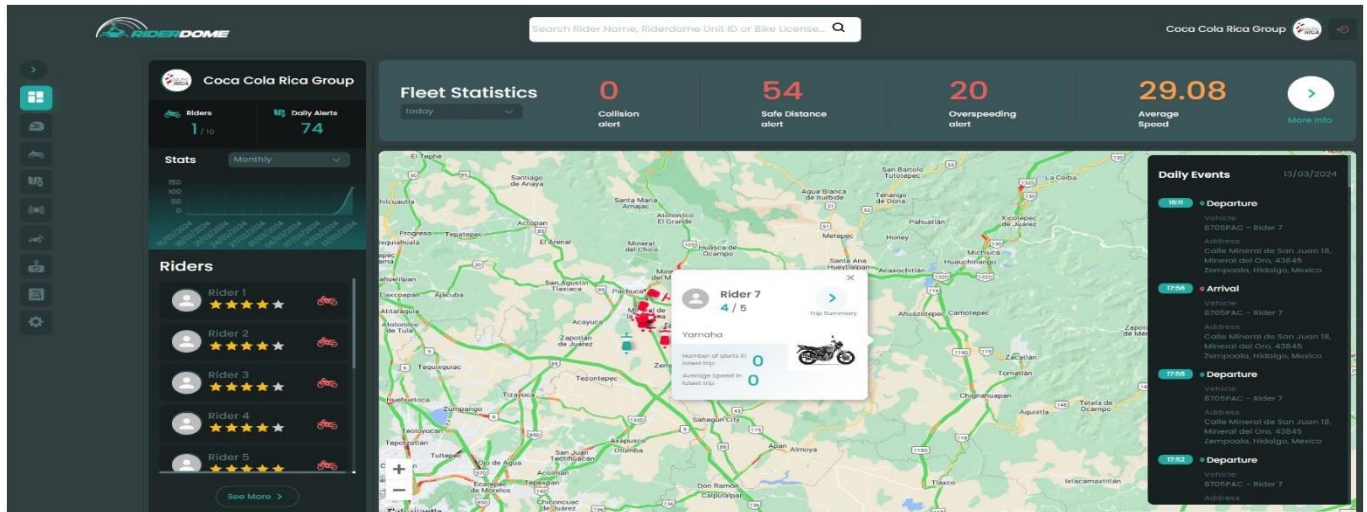 RIDERDOME
Search Rider Name, Riderdome Unit ID or Bike License...
Coca Cola Rica Group
Coca Cola Rica Group
Riders
1 / 10
Daily Alerts
74
Stats
Monthly
150
100
50
0
Riders
Rider 1
Rider 2
Rider 3
Rider 4
Rider 5
See More >
Fleet Statistics
today
0
Collision
alert
54
Safe Distance
alert
20
Overspeeding
alert
29.08
Average
Speed
More Info
El Tephe
Santiago
de Anaya
Santa María
Amajac
Actopan
Atotonilco
El Grande
Progreso
Tepatepec
El Arenal
Mineral
del Chico
Huasca de
Ocampo
San Agustín
Tlaxiaca
Pachuca
Ajacuba
Acayuca
Zapotlán
de Juárez
Tequixquiac
Tezontepec
Tizayuca
Huehuetoca
Zumpango
Teoloyucan
Tepotzotlán
Tultepec
Ojo de Agua
San Juan
Teotihuacán
Axapusco
Otumba
Acolman
Ecatepec
de Morelos
Tepexpan
Chiconcuac
de Juárez
Sahagun City
Apan
Almoya
Don Ramón
Calpulalpan
Tlaxco
Ixtacamaxtitlán
Chignahuapan
Aquixtla
Tetela de
Ocampo
Zacatlán
Tomatlán
Ahuazotepec
Camotepec
Acaxochitlán
Huauchinango
Michuca
Xicotepec
de Juárez
Pahuatlán
Honey
Metepec
Santa Ana
Hueytlalpan
Agua Blanca
de Iturbide
Tenango
de Doria
San Bartolo
Tutotepec
La Ceiba
Rider 7
4 / 5
Trip Summary
Yamaha
Number of alerts in
latest trip
0
Average Speed in
latest trip
0
Daily Events
13/03/2024
18:11
Departure
Vehicle
8705PAC - Rider 7
Address
Calle Mineral de San Juan 18,
Mineral del Oro, 43845
Zempoala, Hidalgo, Mexico
17:56
Arrival
Vehicle
8705PAC - Rider 7
Address
Calle Mineral de San Juan 18,
Mineral del Oro, 43845
Zempoala, Hidalgo, Mexico
17:56
Departure
Vehicle
8705PAC - Rider 7
Address
Calle Mineral de San Juan 18,
Mineral del Oro, 43845
Zempoala, Hidalgo, Mexico
17:52
Departure
Vehicle
8705PAC - Rider 7
Address